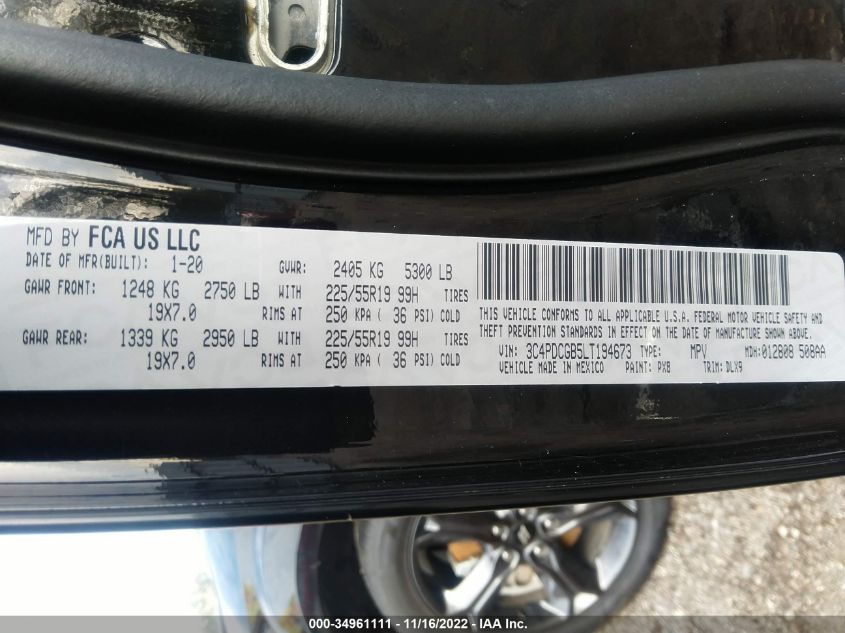 MFD BY FCA US LLC
DATE OF MFR(BUILT): 1-20 GVWR: 2405 KG 5300 LB
GAWR FRONT: 1248 KG 2750 LB WITH 225/55R19 99H TIRES
19X7.0 RIMS AT 250 KPA ( 36 PSI) COLD
GAWR REAR: 1339 KG 2950 LB WITH 225/55R19 99H TIRES
19X7.0 RIMS AT 250 KPA ( 36 PSI) COLD
THIS VEHICLE CONFORMS TO ALL APPLICABLE U.S.A. FEDERAL MOTOR VEHICLE SAFETY AND
THEFT PREVENTION STANDARDS IN EFFECT ON THE DATE OF MANUFACTURE SHOWN ABOVE.
VIN: 3C4PDCGB5LT194673 TYPE: MPV MDH: 012808 508AA
VEHICLE MADE IN MEXICO PAINT: PX8 TRIM: DLX9
000-34961111 - 11/16/2022 - IAA Inc.